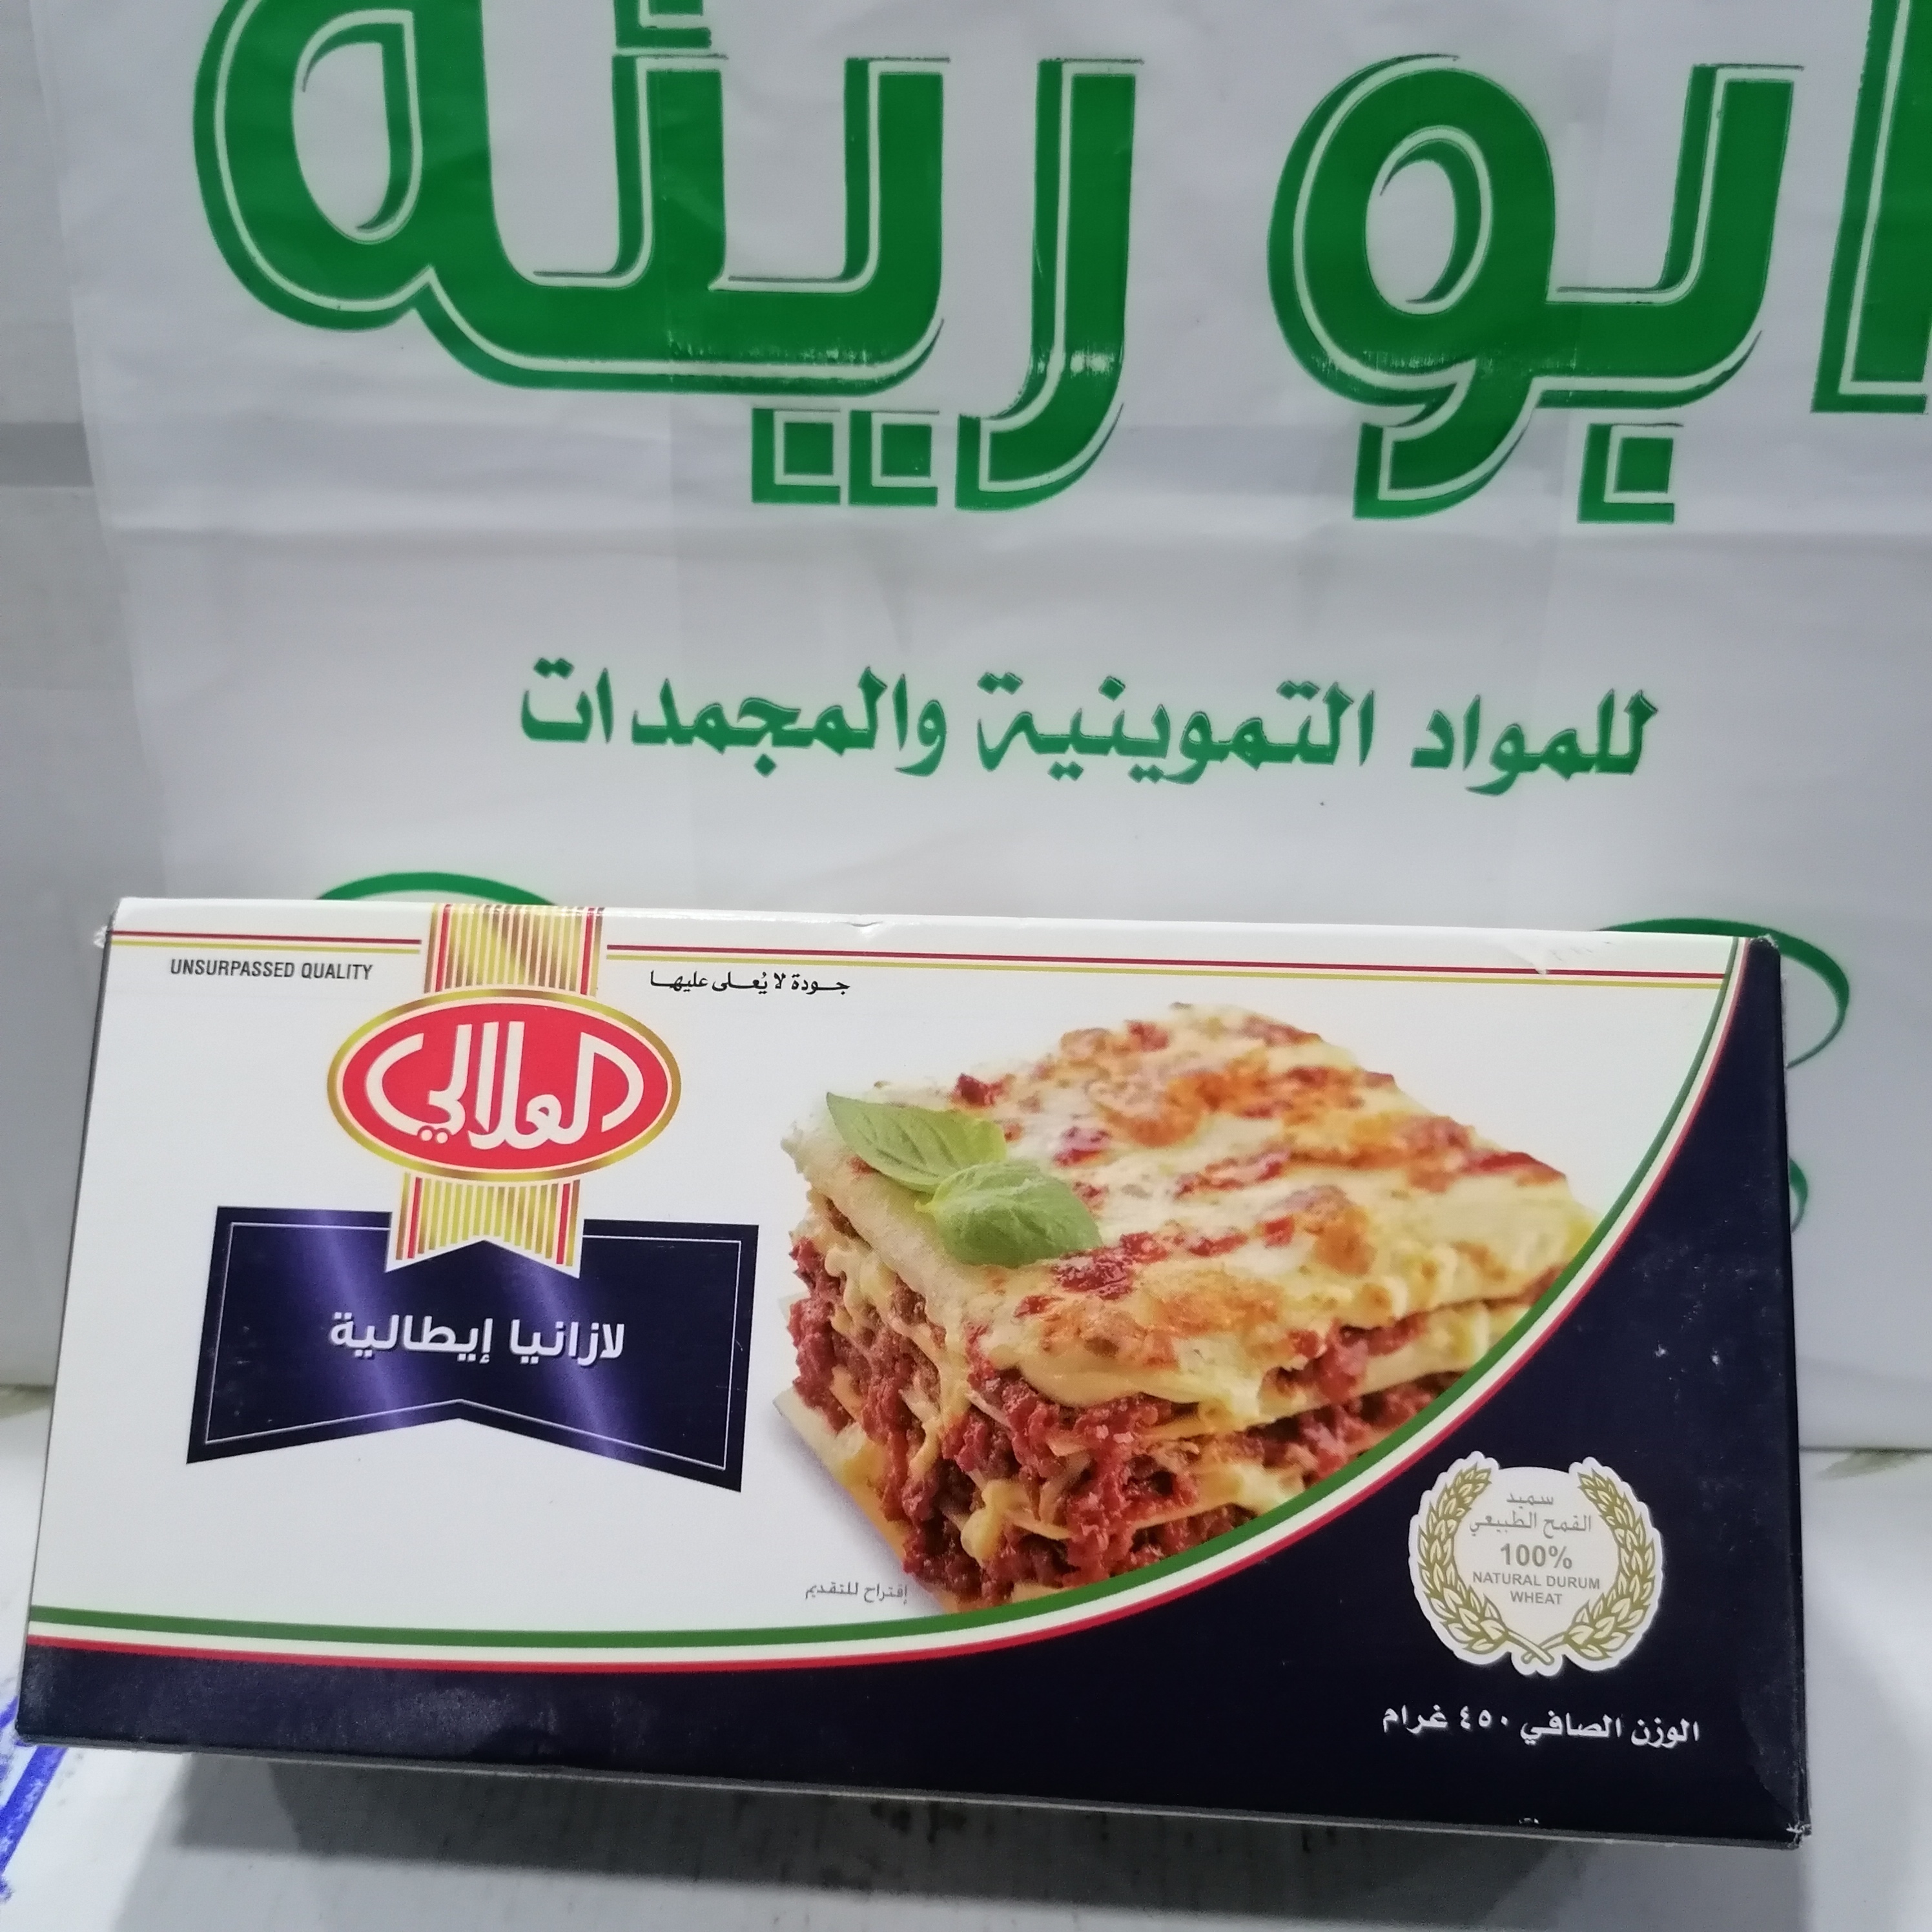 ابو ريئه
للمواد التموينية والمجمدات
UNSURPASSED QUALITY
جودة لا يُعلى عليها
العلالي
لازانيا إيطالية
إقتراح للتقديم
سميد
القمح الطبيعي
100%
NATURAL DURUM
WHEAT
الوزن الصافي ٤٥٠ غرام